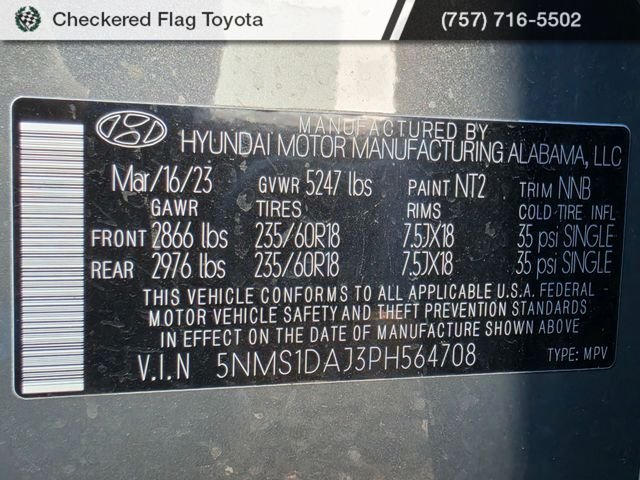 Checkered Flag Toyota (757) 716-5502
MANUFACTURED BY
HYUNDAI MOTOR MANUFACTURING ALABAMA, LLC
Mar/16/23 GVWR 5247 lbs PAINT NT2 TRIM NNB
GAWR TIRES RIMS COLD TIRE INFL
FRONT 2866 lbs 235/60R18 7.5JX18 35 psi SINGLE
REAR 2976 lbs 235/60R18 7.5JX18 35 psi SINGLE
THIS VEHICLE CONFORMS TO ALL APPLICABLE U.S.A. FEDERAL
MOTOR VEHICLE SAFETY AND THEFT PREVENTION STANDARDS
IN EFFECT ON THE DATE OF MANUFACTURE SHOWN ABOVE
V.I.N 5NMS1DAJ3PH564708 TYPE: MPV